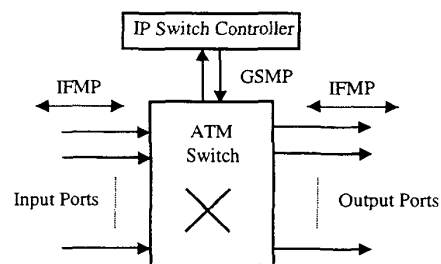 IP Switch Controller
IFMP
GSMP
IFMP
ATM
Switch
Input Ports
Output Ports